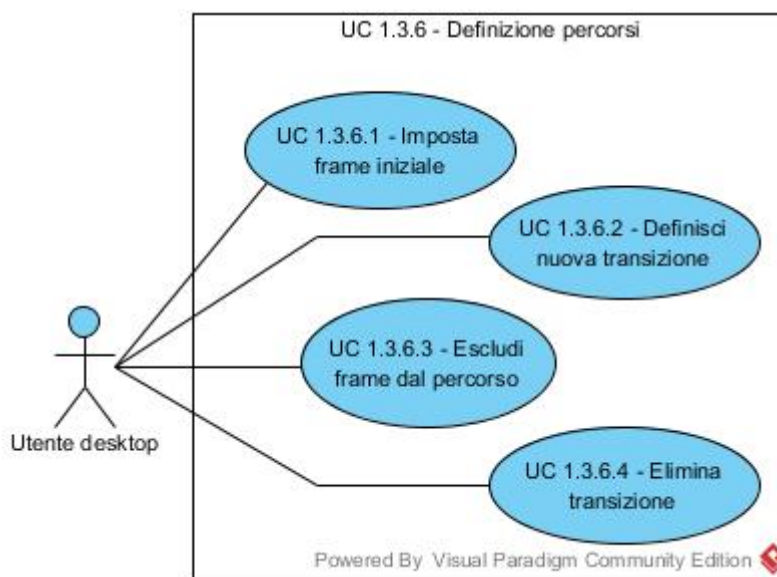 UC 1.3.6 - Definizione percorsi
UC 1.3.6.1 - Imposta
frame iniziale
UC 1.3.6.2 - Definisci
nuova transizione
UC 1.3.6.3 - Escludi
frame dal percorso
Utente desktop
UC 1.3.6.4 - Elimina
transizione
Powered By Visual Paradigm Community Edition